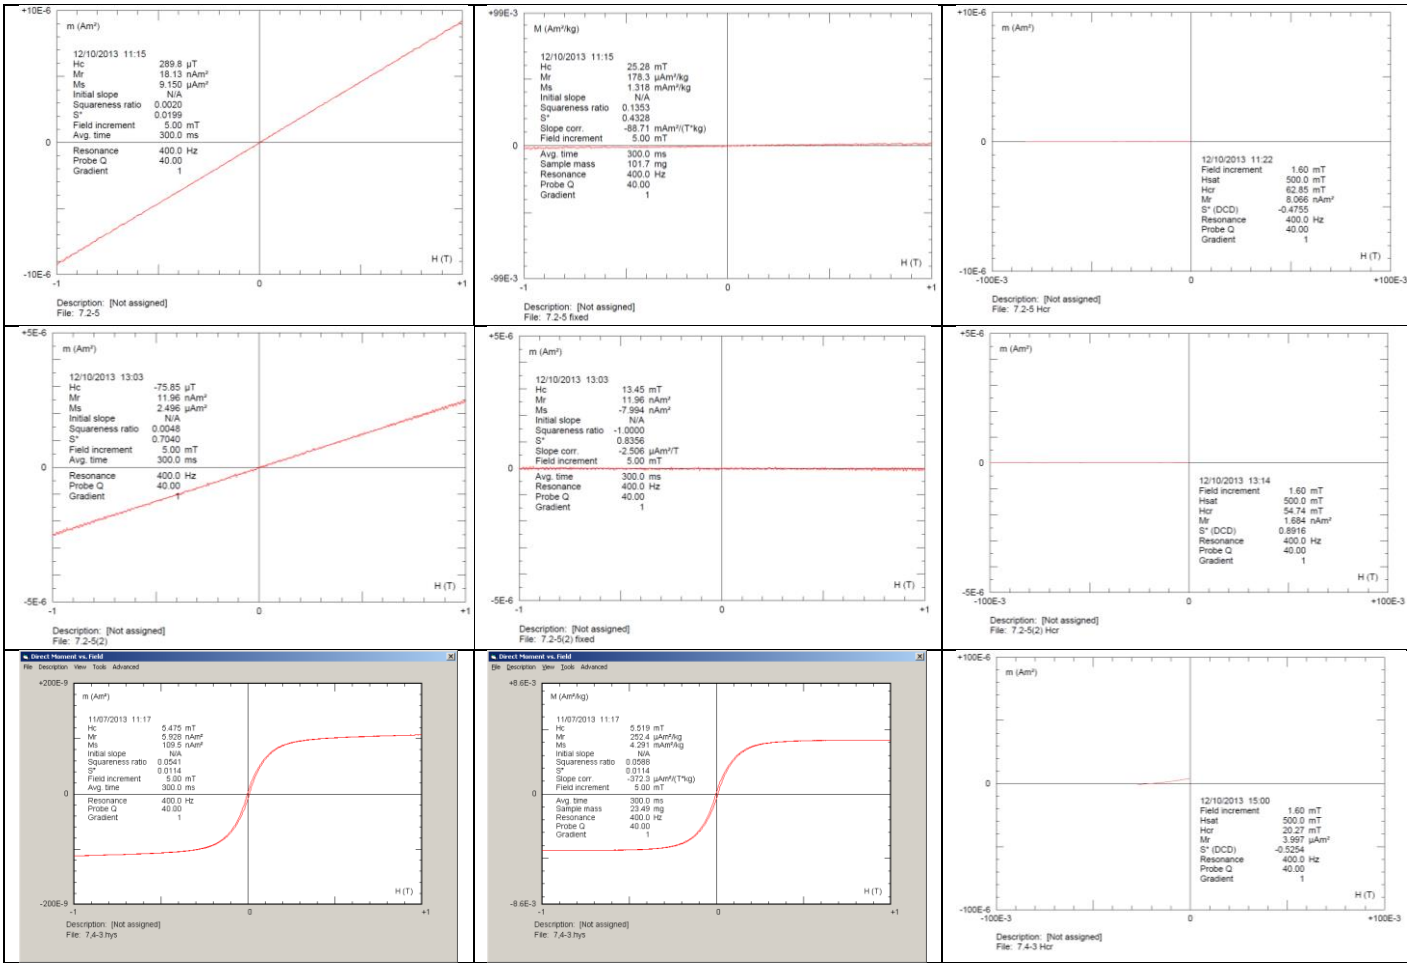 +10E-6
m (Am²)
12/10/2013 11:15
Hc 289.8 µT
Mr 18.13 nAm²
Ms 9.150 µAm²
Initial slope N/A
Squareness ratio 0.0020
S* 0.0199
Field increment 5.00 mT
Avg. time 300.0 ms
0
Resonance 400.0 Hz
Probe Q 40.00
Gradient 1
H (T)
-10E-6
-1 0 +1
Description: [Not assigned]
File: 7.2-5
+99E-3
M (Am²/kg)
12/10/2013 11:15
Hc 25.28 mT
Mr 178.3 µAm²/kg
Ms 1.318 mAm²/kg
Initial slope N/A
Squareness ratio 0.1353
S* 0.4328
Slope corr. -88.71 mAm²/(T*kg)
Field increment 5.00 mT
0
Avg. time 300.0 ms
Sample mass 101.7 mg
Resonance 400.0 Hz
Probe Q 40.00
Gradient 1
H (T)
-99E-3
-1 0 +1
Description: [Not assigned]
File: 7.2-5 fixed
+10E-6
m (Am²)
0
12/10/2013 11:22
Field increment 1.60 mT
Hsat 500.0 mT
Hcr 62.85 mT
Mr 8.066 nAm²
S* (DCD) -0.4755
Resonance 400.0 Hz
Probe Q 40.00
Gradient 1
H (T)
-10E-6
-100E-3 0 +100E-3
Description: [Not assigned]
File: 7.2-5 Hcr
+5E-6
m (Am²)
12/10/2013 13:03
Hc -75.85 µT
Mr 11.96 nAm²
Ms 2.496 µAm²
Initial slope N/A
Squareness ratio 0.0048
S* 0.7040
Field increment 5.00 mT
Avg. time 300.0 ms
0
Resonance 400.0 Hz
Probe Q 40.00
Gradient 1
H (T)
-5E-6
-1 0 +1
Description: [Not assigned]
File: 7.2-5(2)
+5E-6
m (Am²)
12/10/2013 13:03
Hc 13.45 mT
Mr 11.96 nAm²
Ms -7.994 nAm²
Initial slope N/A
Squareness ratio -1.0000
S* 0.8356
Slope corr. -2.506 µAm²/T
Field increment 5.00 mT
0
Avg. time 300.0 ms
Resonance 400.0 Hz
Probe Q 40.00
Gradient 1
H (T)
-5E-6
-1 0 +1
Description: [Not assigned]
File: 7.2-5(2) fixed
+5E-6
m (Am²)
0
12/10/2013 13:14
Field increment 1.60 mT
Hsat 500.0 mT
Hcr 54.74 mT
Mr 1.684 nAm²
S* (DCD) 0.8916
Resonance 400.0 Hz
Probe Q 40.00
Gradient 1
H (T)
-5E-6
-100E-3 0 +100E-3
Description: [Not assigned]
File: 7.2-5(2) Hcr
Direct Moment vs. Field
File Description View Tools Advanced
+200E-9
m (Am²)
11/07/2013 11:17
Hc 5.475 mT
Mr 5.928 nAm²
Ms 109.5 nAm²
Initial slope N/A
Squareness ratio 0.0541
S* 0.0114
Field increment 5.00 mT
Avg. time 300.0 ms
0
Resonance 400.0 Hz
Probe Q 40.00
Gradient 1
H (T)
-200E-9
-1 0 +1
Description: [Not assigned]
File: 7,4-3.hys
Direct Moment vs. Field
File Description View Tools Advanced
+8.6E-3
M (Am²/kg)
11/07/2013 11:17
Hc 5.519 mT
Mr 252.4 µAm²/kg
Ms 4.291 mAm²/kg
Initial slope N/A
Squareness ratio 0.0588
S* 0.0114
Slope corr. -372.3 µAm²/(T*kg)
Field increment 5.00 mT
0
Avg. time 300.0 ms
Sample mass 23.49 mg
Resonance 400.0 Hz
Probe Q 40.00
Gradient 1
H (T)
-8.6E-3
-1 0 +1
Description: [Not assigned]
File: 7,4-3.hys
+100E-6
m (Am²)
0
12/10/2013 15:00
Field increment 1.60 mT
Hsat 500.0 mT
Hcr 20.27 mT
Mr 3.997 µAm²
S* (DCD) -0.5254
Resonance 400.0 Hz
Probe Q 40.00
Gradient 1
H (T)
-100E-6
-100E-3 0 +100E-3
Description: [Not assigned]
File: 7.4-3 Hcr